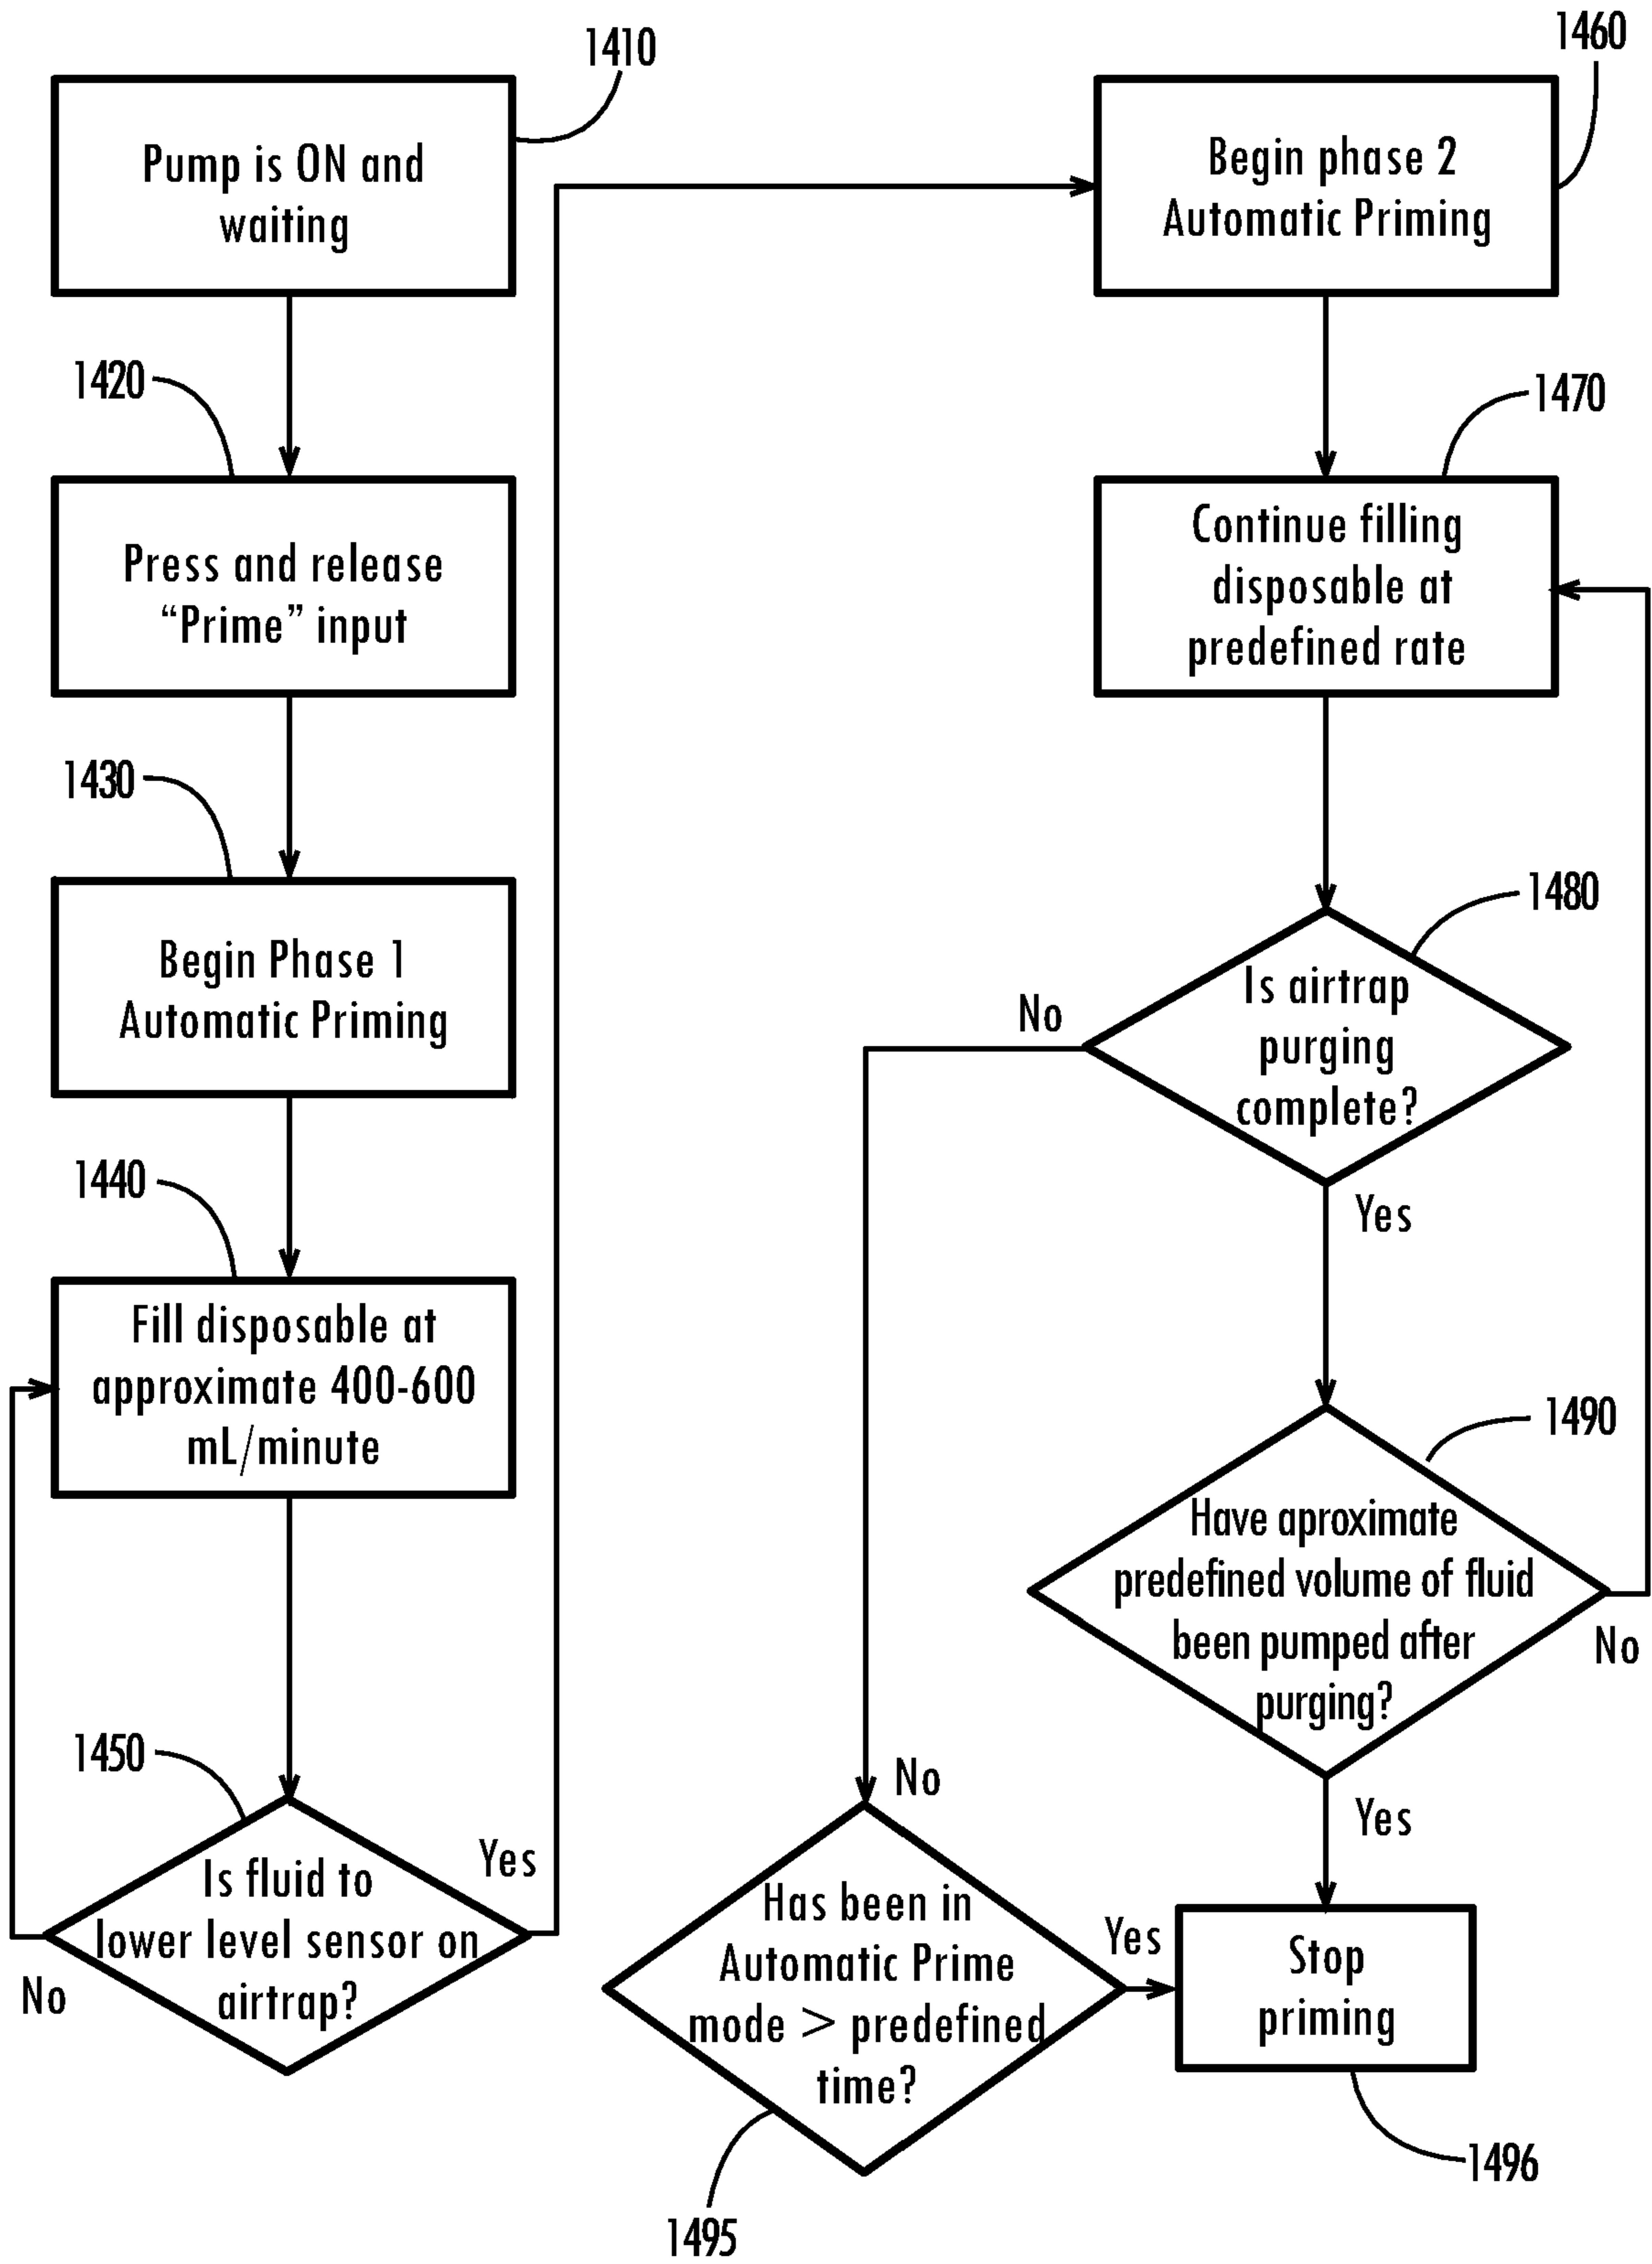 1410
Pump is ON and
waiting
1420
Press and release
“Prime” input
1430
Begin Phase 1
Automatic Priming
1440
Fill disposable at
approximate 400-600
mL/minute
1450
Is fluid to
lower level sensor on
airtrap?
No
Yes
1460
Begin phase 2
Automatic Priming
1470
Continue filling
disposable at
predefined rate
1480
Is airtrap
purging
complete?
No
Yes
1490
Have aproximate
predefined volume of fluid
been pumped after
purging?
No
Yes
No
Has been in
Automatic Prime
mode > predefined
time?
Yes
1495
Stop
priming
1496